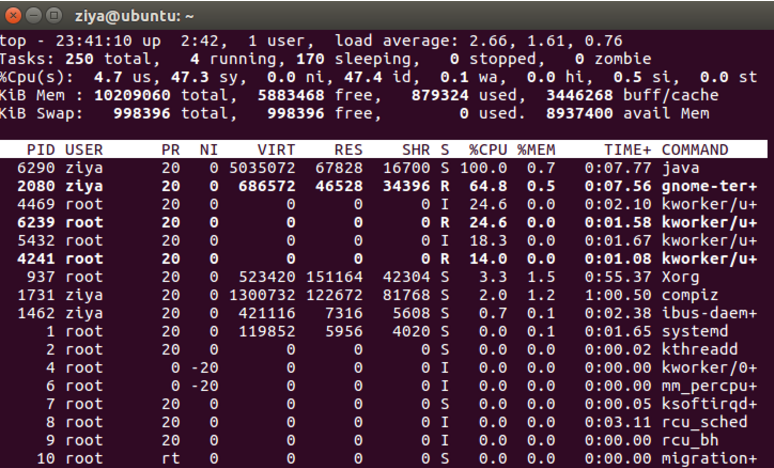 ziya@ubuntu: ~
top - 23:41:10 up  2:42,  1 user,  load average: 2.66, 1.61, 0.76
Tasks: 250 total,   4 running, 170 sleeping,   0 stopped,   0 zombie
%Cpu(s):  4.7 us, 47.3 sy,  0.0 ni, 47.4 id,  0.1 wa,  0.0 hi,  0.5 si,  0.0 st
KiB Mem : 10209060 total,  5883468 free,   879324 used,  3446268 buff/cache
KiB Swap:   998396 total,   998396 free,        0 used.  8937400 avail Mem
PID USER      PR  NI    VIRT    RES    SHR S  %CPU %MEM     TIME+ COMMAND
6290 ziya      20   0 5035072  67828  16700 S 100.0  0.7   0:07.77 java
2080 ziya      20   0  686572  46528  34396 R  64.8  0.5   0:07.56 gnome-ter+
4469 root      20   0       0      0      0 I  24.6  0.0   0:02.10 kworker/u+
6239 root      20   0       0      0      0 R  24.6  0.0   0:01.58 kworker/u+
5432 root      20   0       0      0      0 I  18.3  0.0   0:01.67 kworker/u+
4241 root      20   0       0      0      0 R  14.0  0.0   0:01.08 kworker/u+
937 root      20   0  523420 151164  42304 S   3.3  1.5   0:55.37 Xorg
1731 ziya      20   0 1300732 122672  81768 S   2.0  1.2   1:00.50 compiz
1462 ziya      20   0  421116   7316   5608 S   0.7  0.1   0:02.38 ibus-daem+
1 root      20   0  119852   5956   4020 S   0.0  0.1   0:01.65 systemd
2 root      20   0       0      0      0 S   0.0  0.0   0:00.02 kthreadd
4 root       0 -20       0      0      0 I   0.0  0.0   0:00.00 kworker/0+
6 root       0 -20       0      0      0 I   0.0  0.0   0:00.00 mm_percpu+
7 root      20   0       0      0      0 S   0.0  0.0   0:00.05 ksoftirqd+
8 root      20   0       0      0      0 I   0.0  0.0   0:03.11 rcu_sched
9 root      20   0       0      0      0 I   0.0  0.0   0:00.00 rcu_bh
10 root      rt   0       0      0      0 S   0.0  0.0   0:00.00 migration+